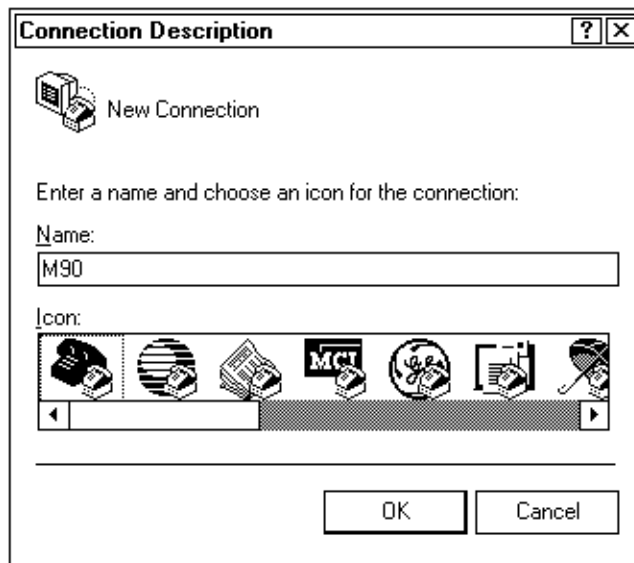 Connection Description
New Connection
Enter a name and choose an icon for the connection:
Name:
M90
Icon:
MCI
OK
Cancel